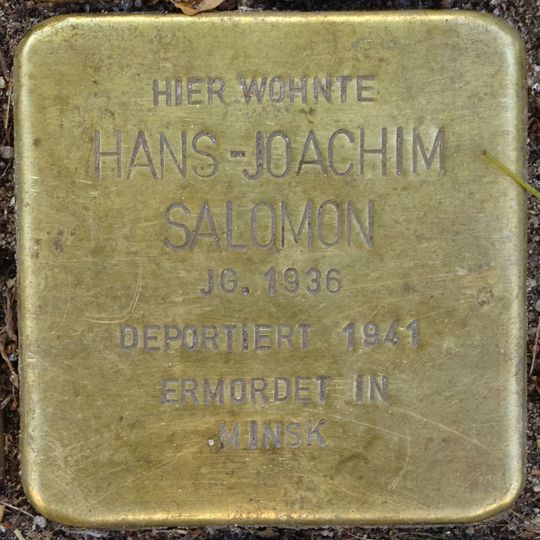 HIER WOHNTE
HANS-JOACHIM
SALOMON
JG. 1936
DEPORTIERT 1941
ERMORDET IN
MINSK